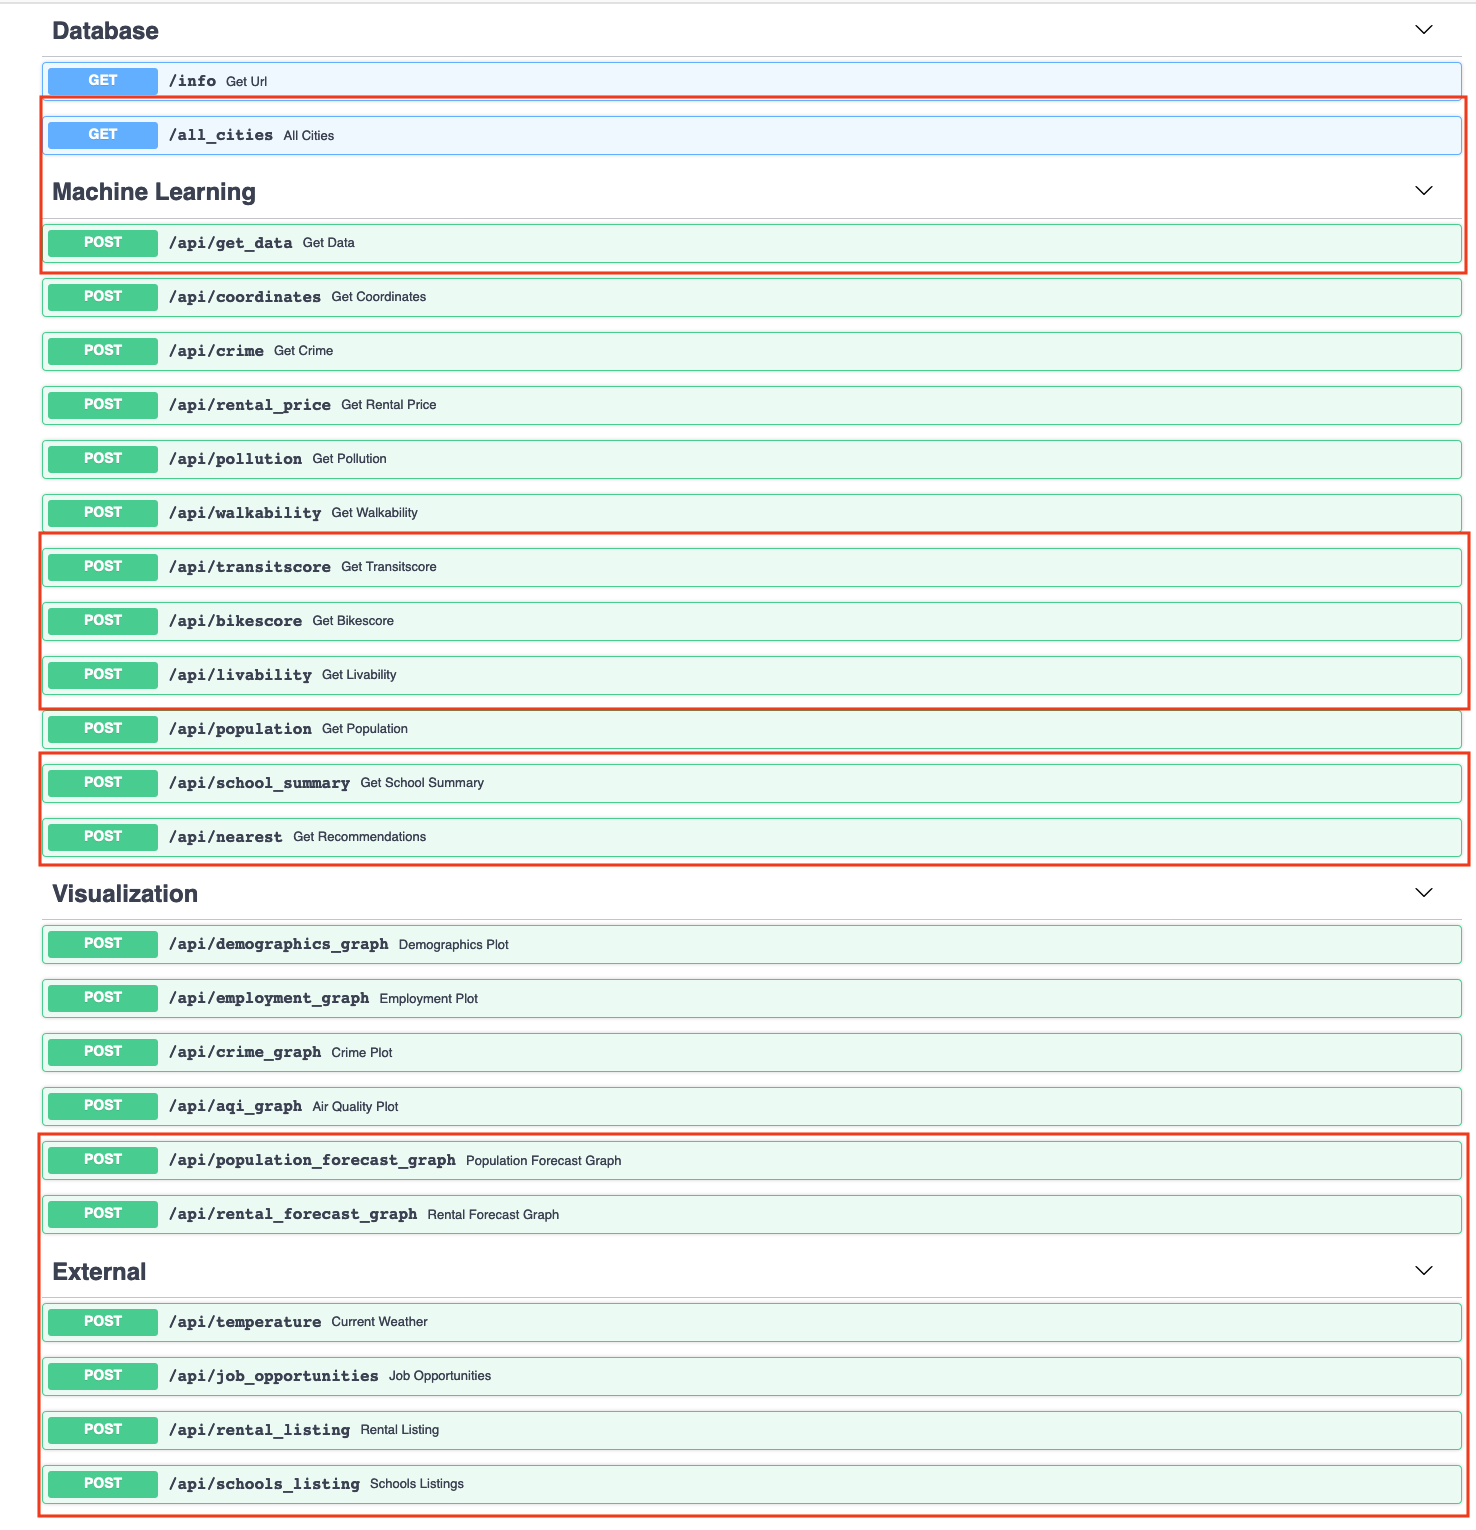 Database
GET /info Get Url
GET /all_cities All Cities
Machine Learning
POST /api/get_data Get Data
POST /api/coordinates Get Coordinates
POST /api/crime Get Crime
POST /api/rental_price Get Rental Price
POST /api/pollution Get Pollution
POST /api/walkability Get Walkability
POST /api/transitscore Get Transitscore
POST /api/bikescore Get Bikescore
POST /api/livability Get Livability
POST /api/population Get Population
POST /api/school_summary Get School Summary
POST /api/nearest Get Recommendations
Visualization
POST /api/demographics_graph Demographics Plot
POST /api/employment_graph Employment Plot
POST /api/crime_graph Crime Plot
POST /api/aqi_graph Air Quality Plot
POST /api/population_forecast_graph Population Forecast Graph
POST /api/rental_forecast_graph Rental Forecast Graph
External
POST /api/temperature Current Weather
POST /api/job_opportunities Job Opportunities
POST /api/rental_listing Rental Listing
POST /api/schools_listing Schools Listings